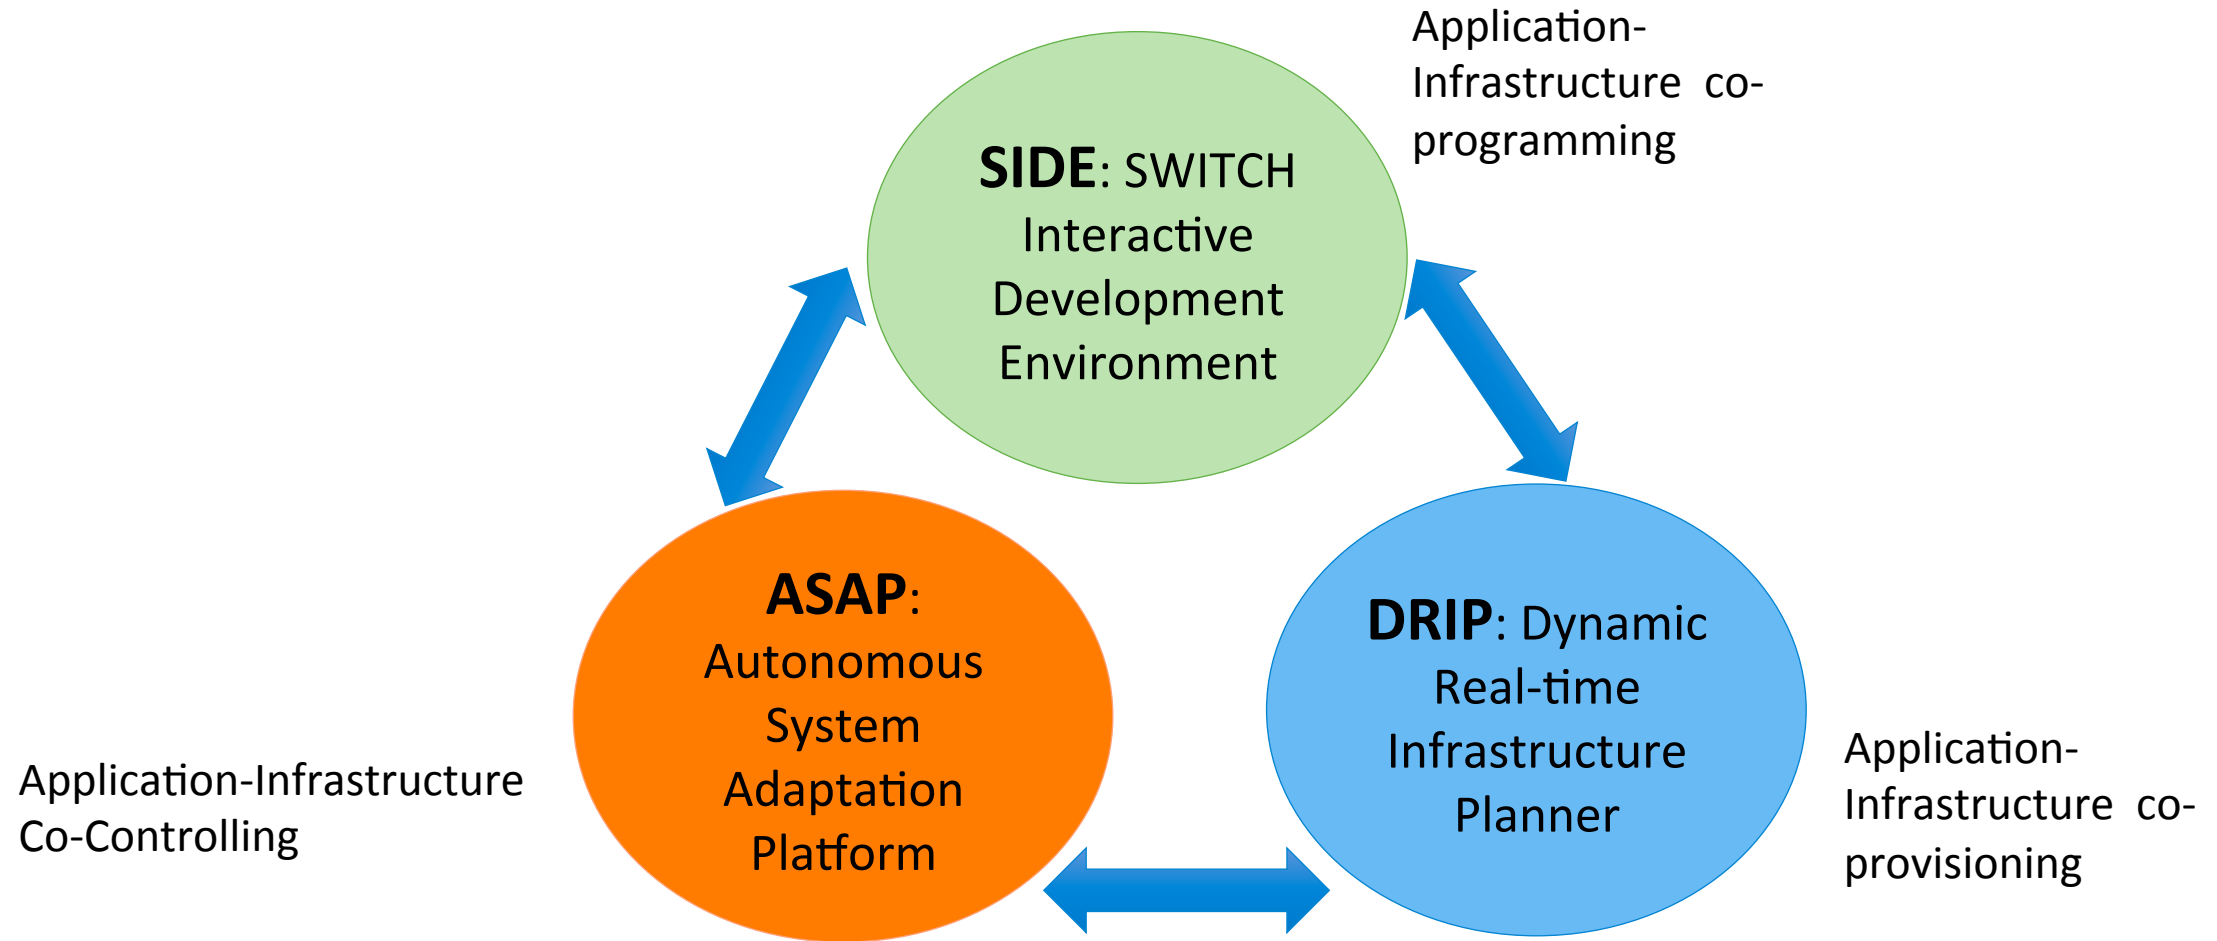 Application-
Infrastructure co-
programming
SIDE: SWITCH
Interactive
Development
Environment
ASAP:
Autonomous
System
Adaptation
Platform
DRIP: Dynamic
Real-time
Infrastructure
Planner
Application-Infrastructure
Co-Controlling
Application-
Infrastructure co-
provisioning